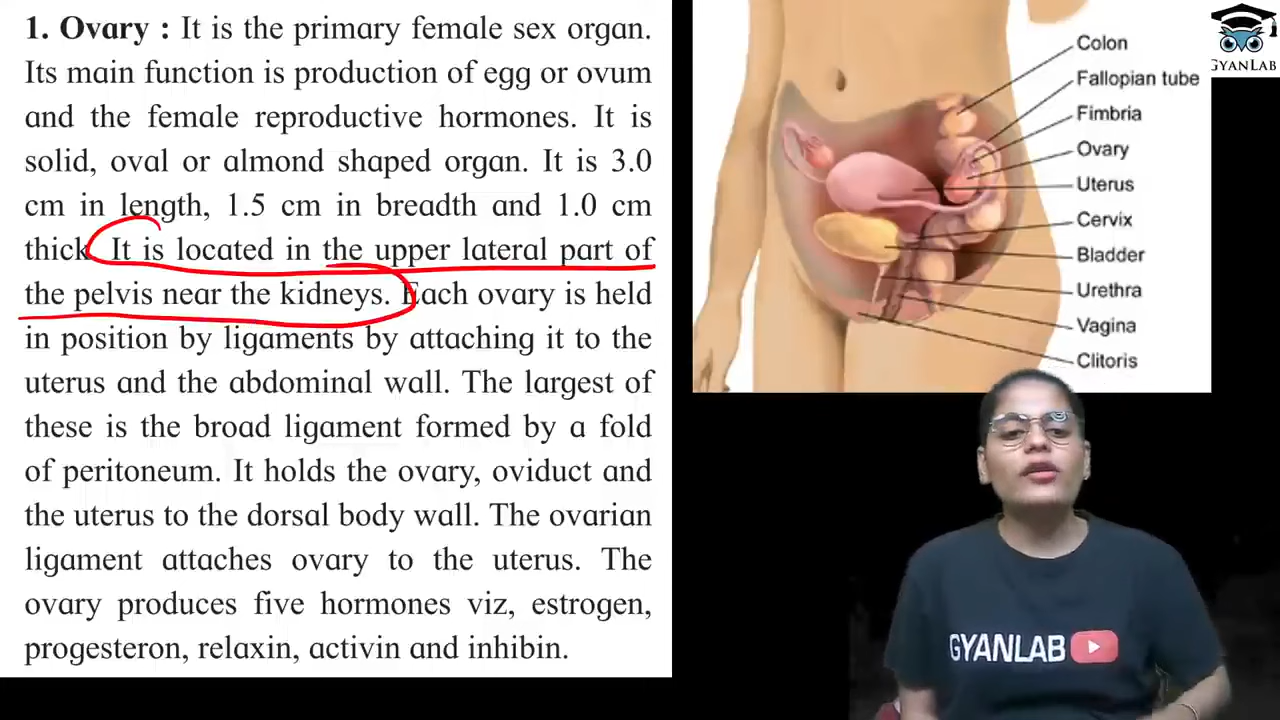 1. Ovary : It is the primary female sex organ.
Its main function is production of egg or ovum
and the female reproductive hormones. It is
solid, oval or almond shaped organ. It is 3.0
cm in length, 1.5 cm in breadth and 1.0 cm
thick. It is located in the upper lateral part of
the pelvis near the kidneys. Each ovary is held
in position by ligaments by attaching it to the
uterus and the abdominal wall. The largest of
these is the broad ligament formed by a fold
of peritoneum. It holds the ovary, oviduct and
the uterus to the dorsal body wall. The ovarian
ligament attaches ovary to the uterus. The
ovary produces five hormones viz, estrogen,
progesteron, relaxin, activin and inhibin.
Colon
Fallopian tube
Fimbria
Ovary
Uterus
Cervix
Bladder
Urethra
Vagina
Clitoris
GYANLAB
GYANLAB